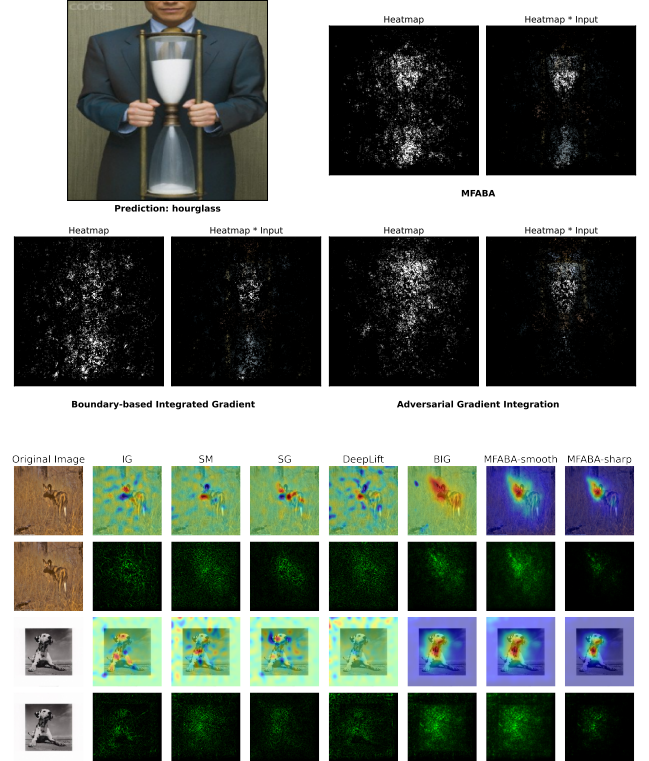 corbis
Prediction: hourglass
Heatmap
Heatmap * Input
MFABA
Heatmap
Heatmap * Input
Boundary-based Integrated Gradient
Heatmap
Heatmap * Input
Adversarial Gradient Integration
Original Image
IG
SM
SG
DeepLift
BIG
MFABA-smooth
MFABA-sharp